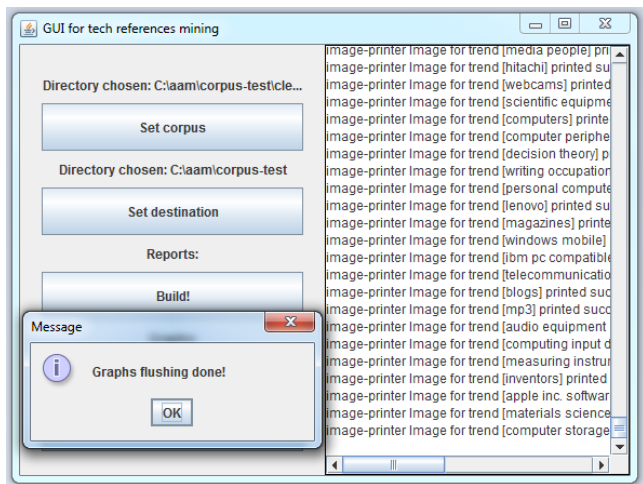 GUI for tech references mining
Directory chosen: C:\aam\corpus-test\cle...
Set corpus
Directory chosen: C:\aam\corpus-test
Set destination
Reports:
Build!
Message
Graphs flushing done!
OK
image-printer Image for trend [media people] pri
image-printer Image for trend [hitachi] printed su
image-printer Image for trend [webcams] printed
image-printer Image for trend [scientific equipme
image-printer Image for trend [computers] printe
image-printer Image for trend [computer periphe
image-printer Image for trend [decision theory] p
image-printer Image for trend [writing occupation
image-printer Image for trend [personal compute
image-printer Image for trend [lenovo] printed su
image-printer Image for trend [magazines] printe
image-printer Image for trend [windows mobile]
image-printer Image for trend [ibm pc compatible
image-printer Image for trend [telecommunicatio
image-printer Image for trend [blogs] printed suc
image-printer Image for trend [mp3] printed succ
image-printer Image for trend [audio equipment
image-printer Image for trend [computing input d
image-printer Image for trend [measuring instrur
image-printer Image for trend [inventors] printed
image-printer Image for trend [apple inc. softwar
image-printer Image for trend [materials science
image-printer Image for trend [computer storage